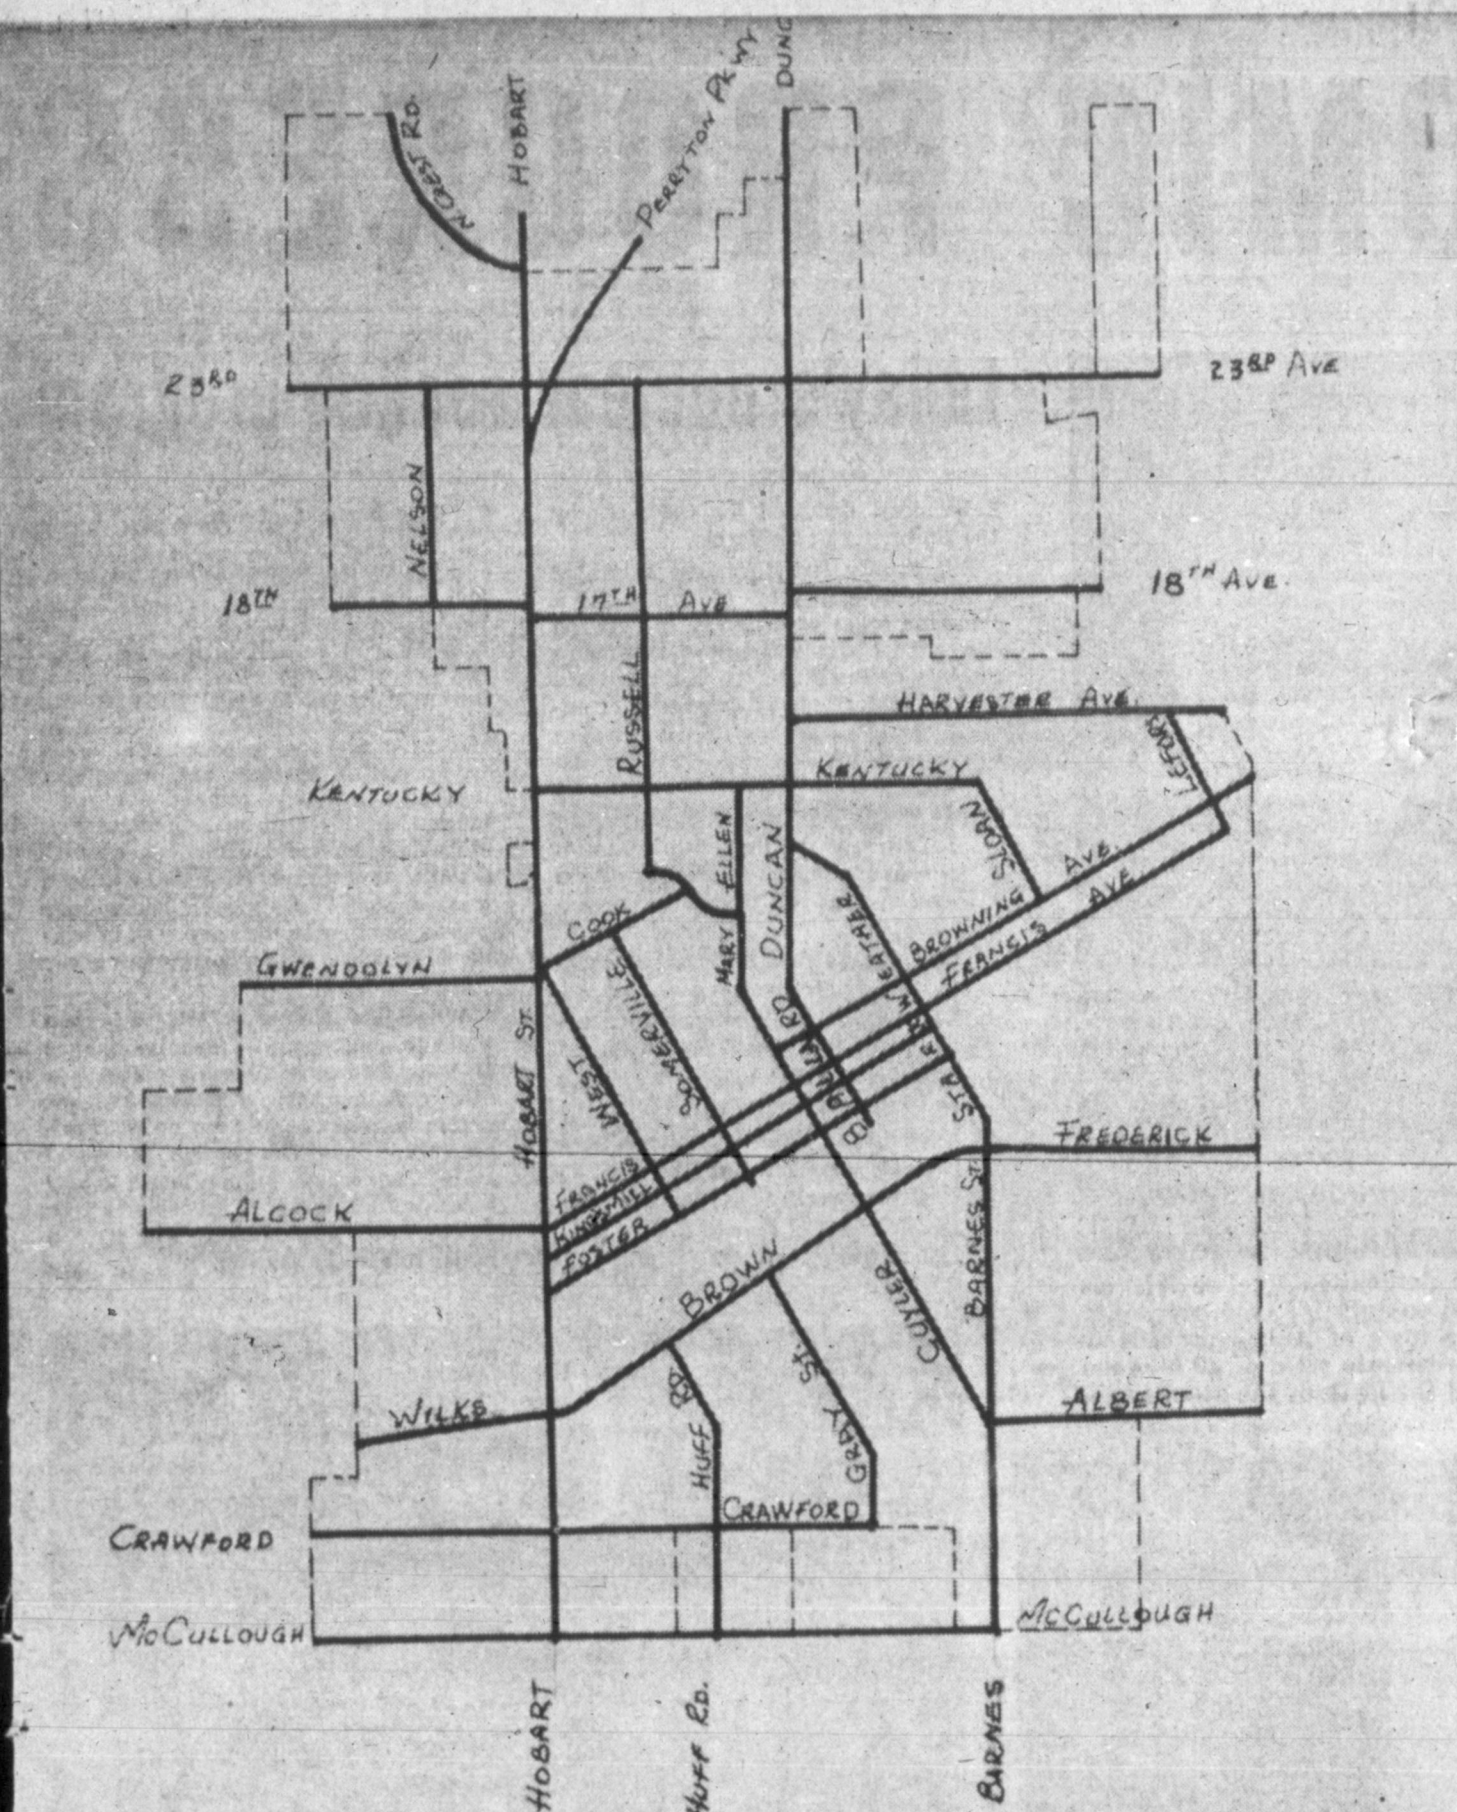 N CREST RD.
HOBART
PERRYTON PKWY
DUNC
23RD
23RD AVE
NELSON
18TH
17TH AVE
18TH AVE.
RUSSELL
HARVESTER AVE.
LEFORS
KENTUCKY
KENTUCKY
SLOAN
MARY ELLEN
DUNCAN
STARKWEATHER
BROWNING AVE.
FRANCIS AVE.
COOK
GWENDOLYN
SOMERVILLE
WEST
HOBART ST.
BALLARD
FREDERICK
FRANCIS
KINGSMILL
FOSTER
ALCOCK
BARNES ST.
BROWN
CUYLER
GRAY ST.
HUFF RD.
WILKS
ALBERT
CRAWFORD
CRAWFORD
McCULLOUGH
McCULLOUGH
HOBART
HUFF RD.
BARNES